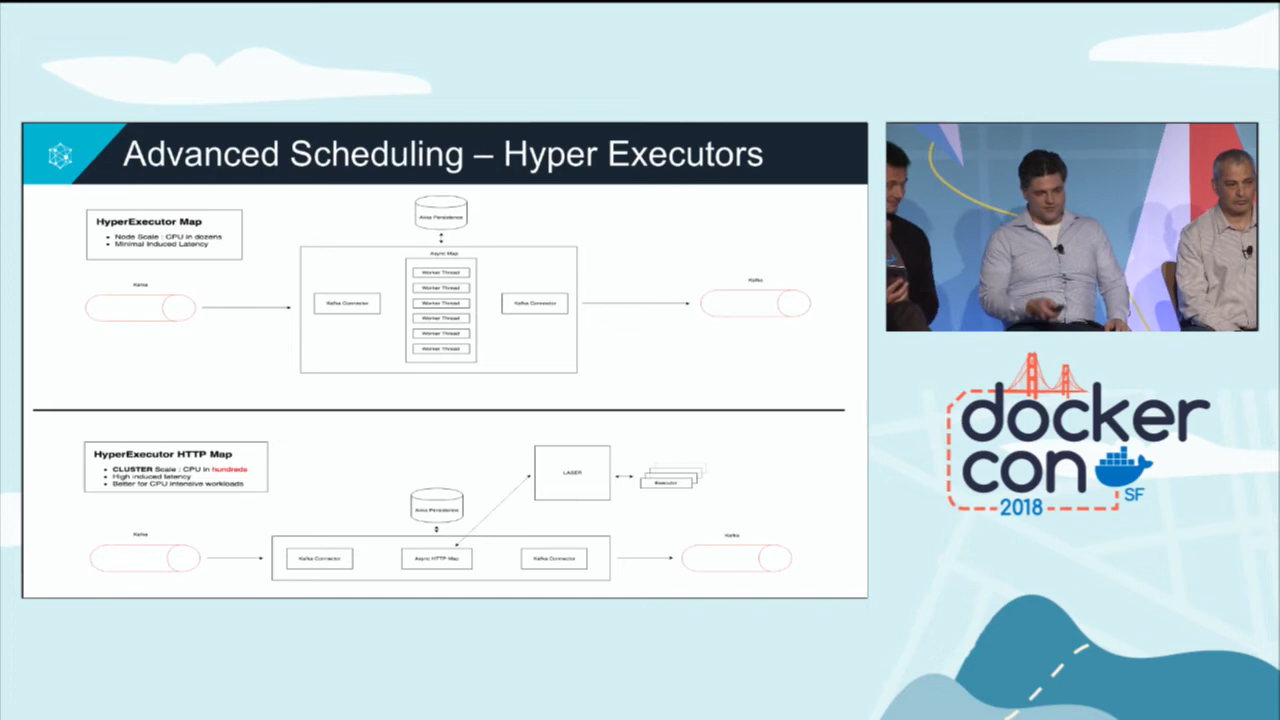 Advanced Scheduling – Hyper Executors
HyperExecutor Map
• Node Scale : CPU in dozens
• Minimal Induced Latency
Akka Persistence
Async Map
Kafka
Kafka Connector
Worker Thread
Worker Thread
Worker Thread
Worker Thread
Worker Thread
Worker Thread
Kafka Connector
Kafka
HyperExecutor HTTP Map
• CLUSTER Scale : CPU in hundreds
• High induced latency
• Better for CPU intensive workloads
LASER
Executor
Akka Persistence
Kafka
Kafka Connector
Async HTTP Map
Kafka Connector
Kafka
docker
con
SF
2018